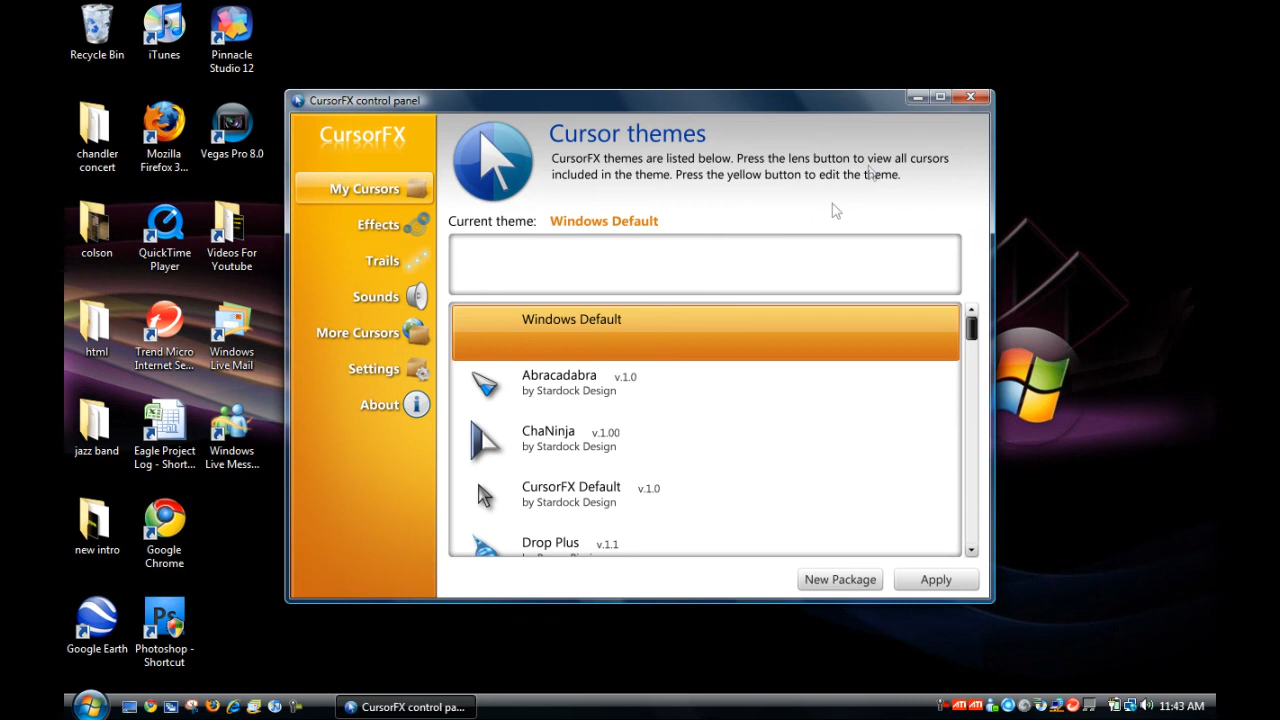 Recycle Bin
iTunes
Pinnacle
Studio 12
chandler
concert
Mozilla
Firefox 3...
Vegas Pro 8.0
colson
QuickTime
Player
Videos For
Youtube
html
Trend Micro
Internet Se...
Windows
Live Mail
jazz band
Eagle Project
Log - Short...
Windows
Live Mess...
new intro
Google
Chrome
Google Earth
Photoshop -
Shortcut
CursorFX control panel
CursorFX
My Cursors
Effects
Trails
Sounds
More Cursors
Settings
About
Cursor themes
CursorFX themes are listed below. Press the lens button to view all cursors
included in the theme. Press the yellow button to edit the theme.
Current theme: Windows Default
Windows Default
Abracadabra v.1.0
by Stardock Design
ChaNinja v.1.00
by Stardock Design
CursorFX Default v.1.0
by Stardock Design
Drop Plus v.1.1
New Package
Apply
CursorFX control pa...
ATI ATI
11:43 AM